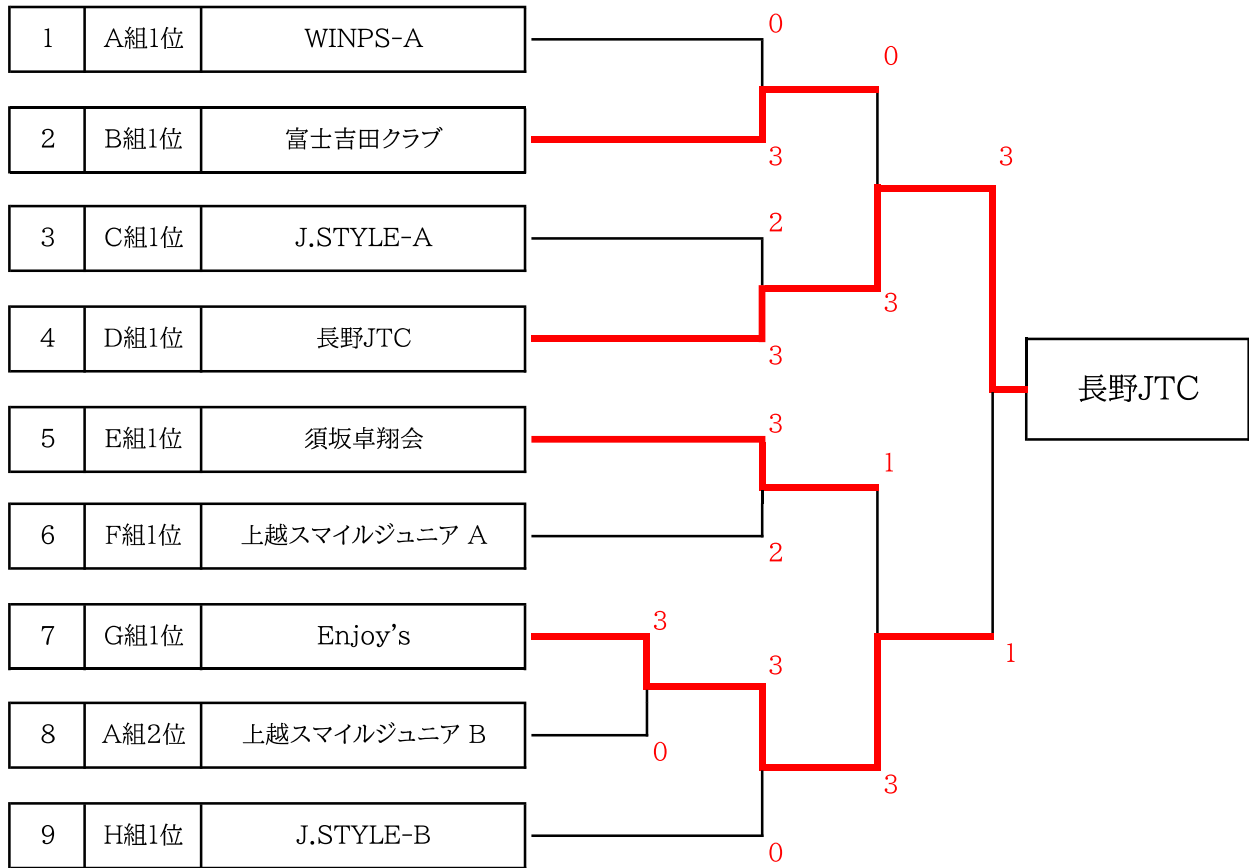 0
1 A組1位 WINPS-A
0
2 B組1位 富士吉田クラブ
3
3
2
3 C組1位 J.STYLE-A
3
4 D組1位 長野JTC
3
長野JTC
3
5 E組1位 須坂卓翔会
1
6 F組1位 上越スマイルジュニア A
2
3
7 G組1位 Enjoy's
1
3
8 A組2位 上越スマイルジュニア B
0
3
9 H組1位 J.STYLE-B
0